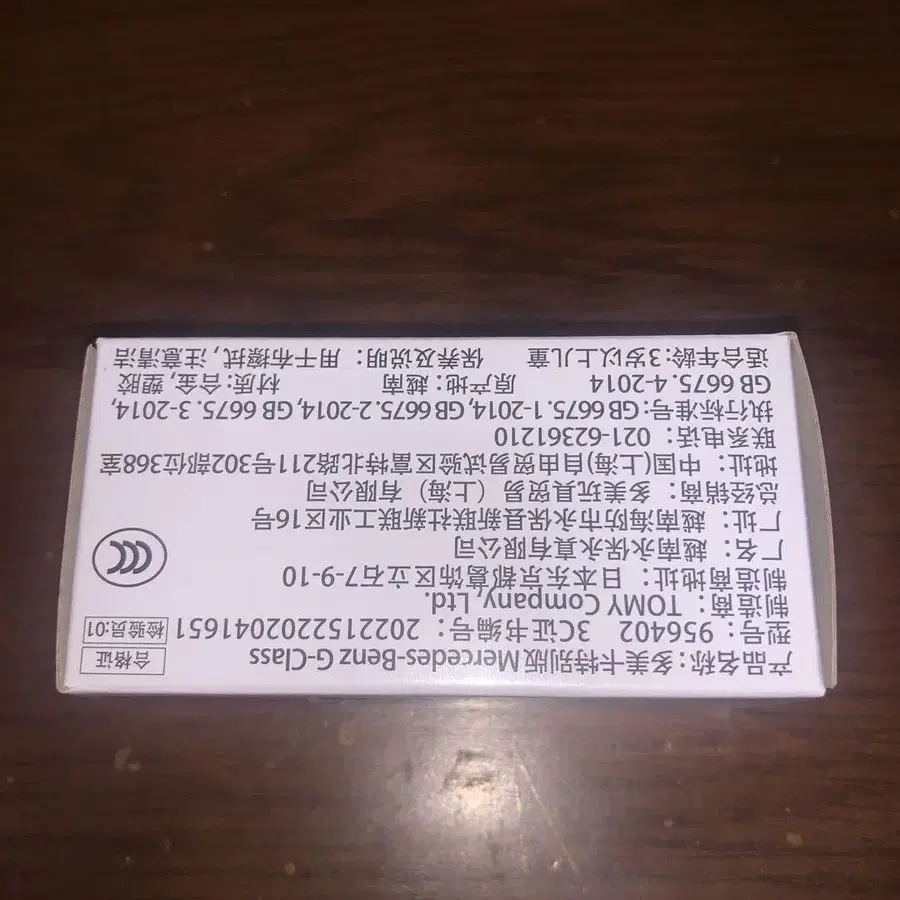 产品名称：多美卡特别版Mercedes-Benz G-Class
合格证
型号：956402 3C证书编号：2022152202041651
检验员:01
制造商：TOMY Company, Ltd.
制造商地址：日本东京都葛饰区立石7-9-10
厂名：越南永保永真有限公司
厂址：越南海防市永保县新联社新联工业区16号
总经销商：多美玩具贸易（上海）有限公司
地址：中国(上海)自由贸易试验区富特北路211号302部位368室
联系电话：021-62361210
执行标准号:GB 6675.1-2014, GB 6675.2-2014, GB 6675.3-2014,
GB 6675.4-2014 原产地：越南 材质：合金，塑胶
适合年龄:3岁以上儿童 保养及说明：用干布擦拭，注意清洁
CCC